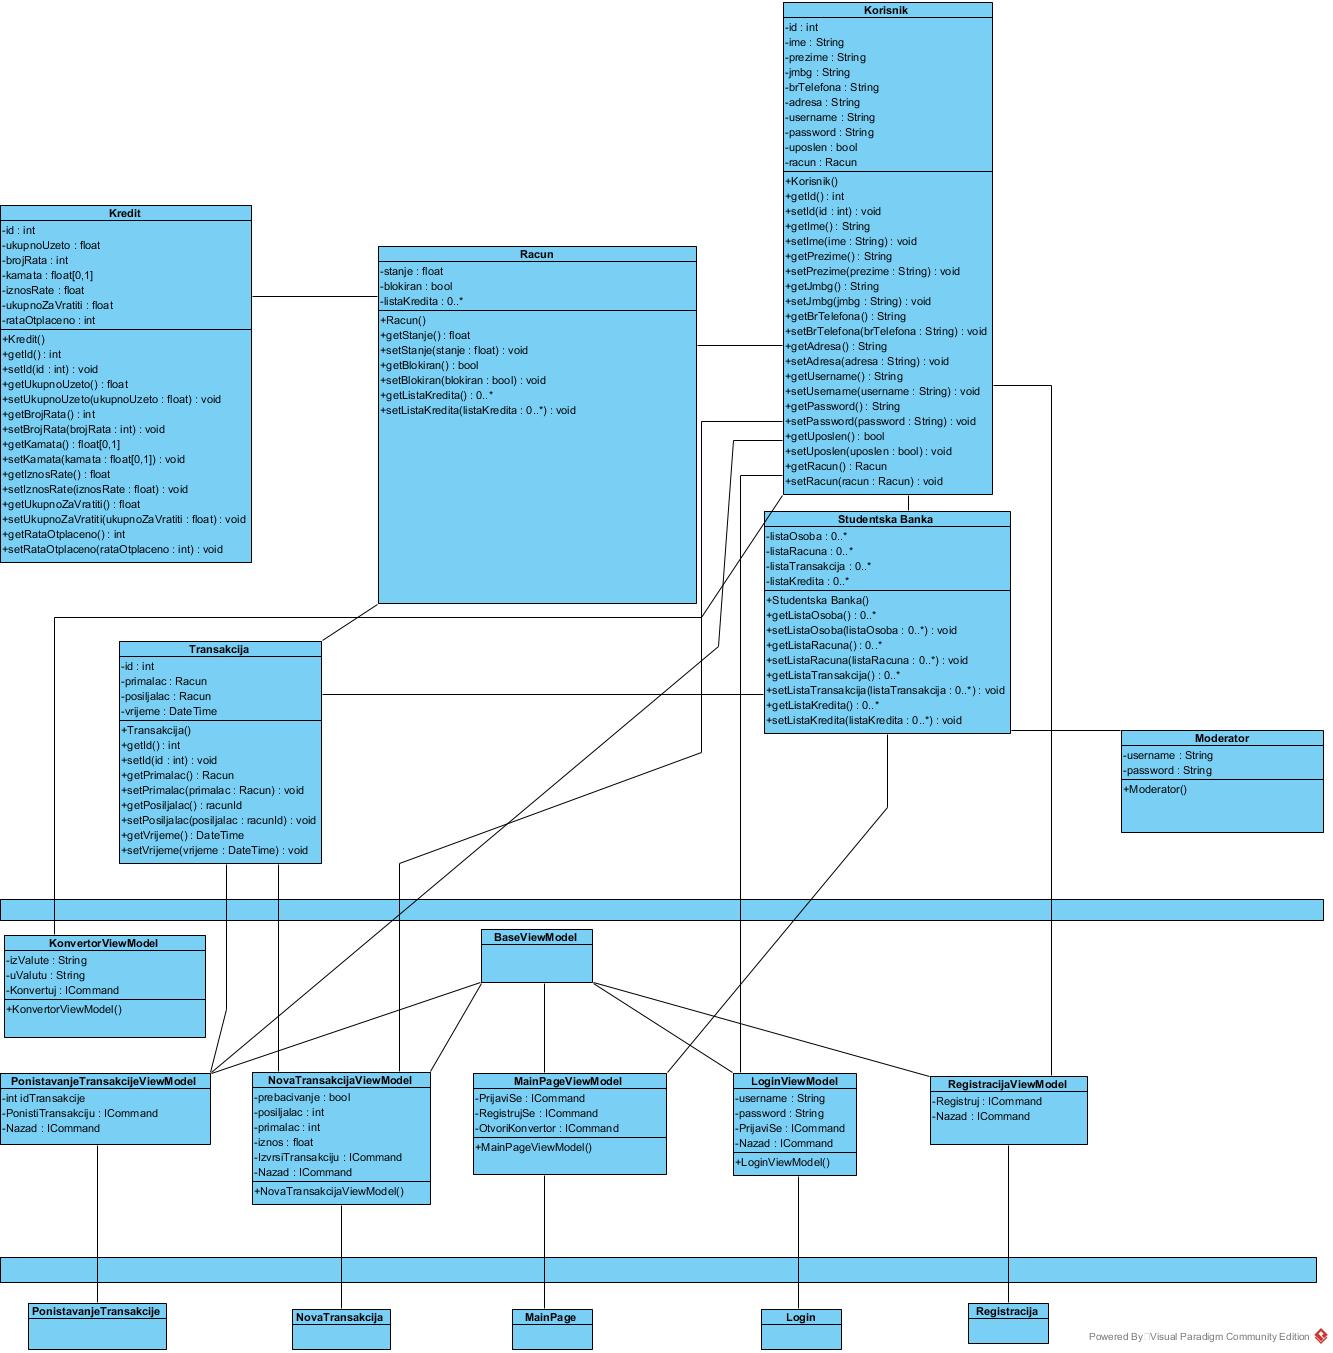 Korisnik
-id : int
-ime : String
-prezime : String
-jmbg : String
-brTelefona : String
-adresa : String
-username : String
-password : String
-uposlen : bool
-racun : Racun
+Korisnik()
+getId() : int
+setId(id : int) : void
+getIme() : String
+setIme(ime : String) : void
+getPrezime() : String
+setPrezime(prezime : String) : void
+getJmbg() : String
+setJmbg(jmbg : String) : void
+getBrTelefona() : String
+setBrTelefona(brTelefona : String) : void
+getAdresa() : String
+setAdresa(adresa : String) : void
+getUsername() : String
+setUsername(username : String) : void
+getPassword() : String
+setPassword(password : String) : void
+getUposlen() : bool
+setUposlen(uposlen : bool) : void
+getRacun() : Racun
+setRacun(racun : Racun) : void
Kredit
-id : int
-ukupnoUzeto : float
-brojRata : int
-kamata : float[0,1]
-iznosRate : float
-ukupnoZaVratiti : float
-rataOtplaceno : int
+Kredit()
+getId() : int
+setId(id : int) : void
+getUkupnoUzeto() : float
+setUkupnoUzeto(ukupnoUzeto : float) : void
+getBrojRata() : int
+setBrojRata(brojRata : int) : void
+getKamata() : float[0,1]
+setKamata(kamata : float[0,1]) : void
+getIznosRate() : float
+setIznosRate(iznosRate : float) : void
+getUkupnoZaVratiti() : float
+setUkupnoZaVratiti(ukupnoZaVratiti : float) : void
+getRataOtplaceno() : int
+setRataOtplaceno(rataOtplaceno : int) : void
Racun
-stanje : float
-blokiran : bool
-listaKredita : 0..*
+Racun()
+getStanje() : float
+setStanje(stanje : float) : void
+getBlokiran() : bool
+setBlokiran(blokiran : bool) : void
+getListaKredita() : 0..*
+setListaKredita(listaKredita : 0..*) : void
Studentska Banka
-listaOsoba : 0..*
-listaRacuna : 0..*
-listaTransakcija : 0..*
-listaKredita : 0..*
+Studentska Banka()
+getListaOsoba() : 0..*
+setListaOsoba(listaOsoba : 0..*) : void
+getListaRacuna() : 0..*
+setListaRacuna(listaRacuna : 0..*) : void
+getListaTransakcija() : 0..*
+setListaTransakcija(listaTransakcija : 0..*) : void
+getListaKredita() : 0..*
+setListaKredita(listaKredita : 0..*) : void
Transakcija
-id : int
-primalac : Racun
-posiljalac : Racun
-vrijeme : DateTime
+Transakcija()
+getId() : int
+setId(id : int) : void
+getPrimalac() : Racun
+setPrimalac(primalac : Racun) : void
+getPosiljalac() : racunId
+setPosiljalac(posiljalac : racunId) : void
+getVrijeme() : DateTime
+setVrijeme(vrijeme : DateTime) : void
Moderator
-username : String
-password : String
+Moderator()
KonvertorViewModel
-izValute : String
-uValutu : String
-Konvertuj : ICommand
+KonvertorViewModel()
BaseViewModel
PonistavanjeTransakcijeViewModel
-int idTransakcije
-PonistiTransakciju : ICommand
-Nazad : ICommand
NovaTransakcijaViewModel
-prebacivanje : bool
-posiljalac : int
-primalac : int
-iznos : float
-IzvrsiTransakciju : ICommand
-Nazad : ICommand
+NovaTransakcijaViewModel()
MainPageViewModel
-PrijaviSe : ICommand
-RegistrujSe : ICommand
-OtvoriKonvertor : ICommand
+MainPageViewModel()
LoginViewModel
-username : String
-password : String
-PrijaviSe : ICommand
-Nazad : ICommand
+LoginViewModel()
RegistracijaViewModel
-Registruj : ICommand
-Nazad : ICommand
PonistavanjeTransakcije
NovaTransakcija
MainPage
Login
Registracija
Powered By Visual Paradigm Community Edition